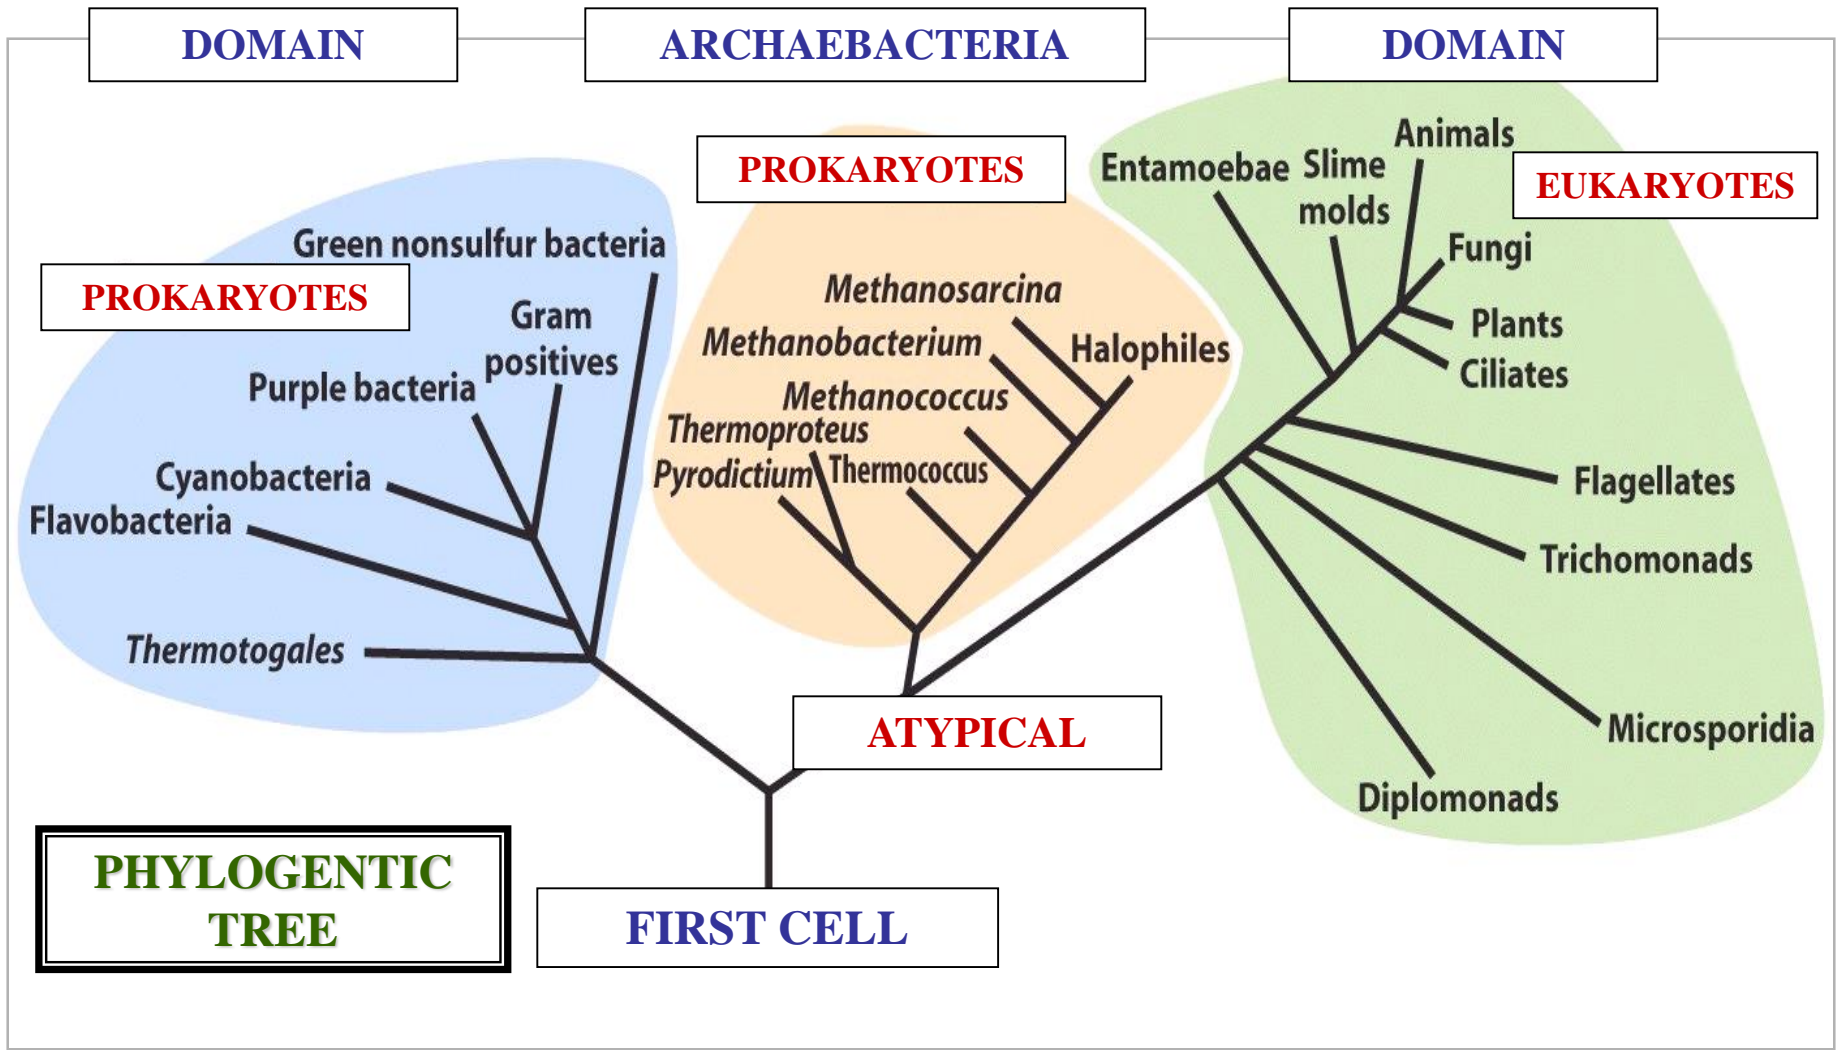 DOMAIN
ARCHAEBACTERIA
DOMAIN
PROKARYOTES
Green nonsulfur bacteria
Gram
positives
Purple bacteria
Cyanobacteria
Flavobacteria
Thermotogales
PROKARYOTES
Methanosarcina
Methanobacterium
Halophiles
Methanococcus
Thermoproteus
Pyrodictium
Thermococcus
EUKARYOTES
Animals
Entamoebae
Slime
molds
Fungi
Plants
Ciliates
Flagellates
Trichomonads
Microsporidia
Diplomonads
ATYPICAL
PHYLOGENTIC
TREE
FIRST CELL